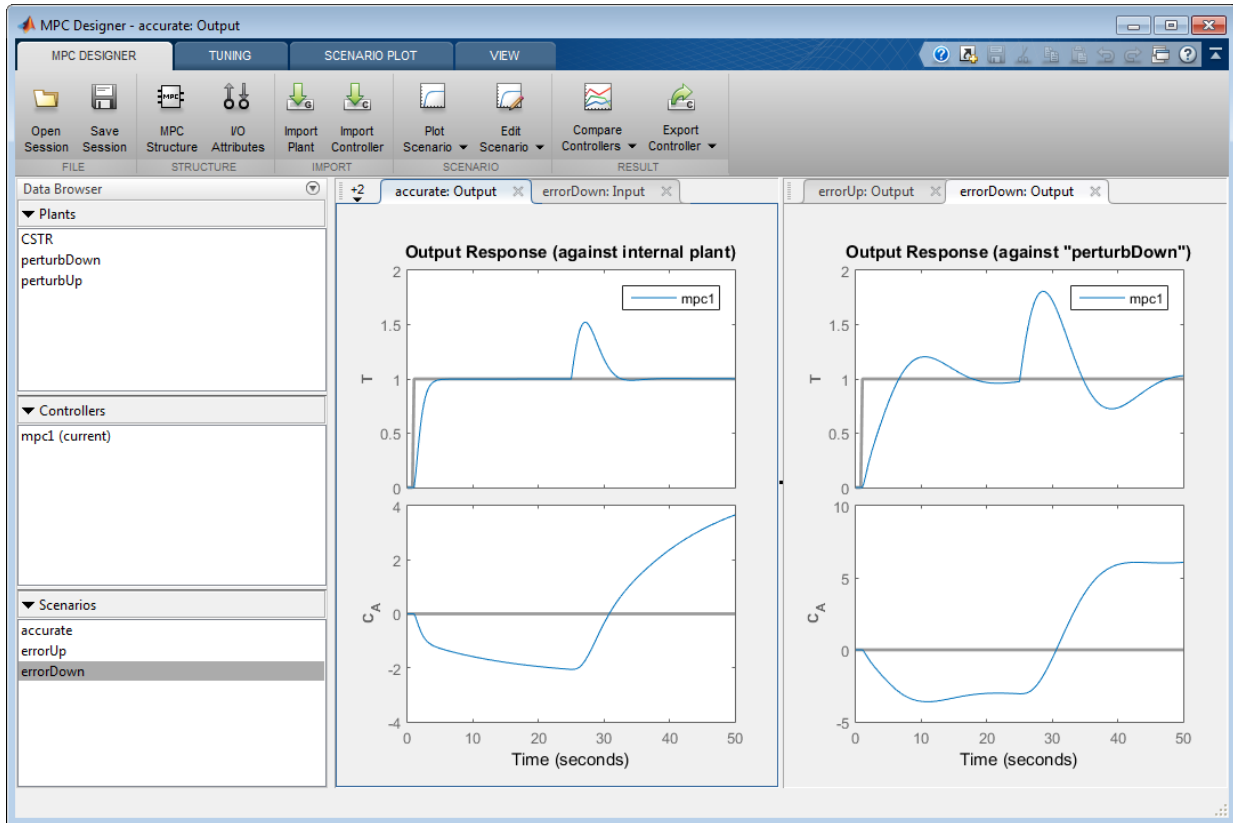 MPC Designer - accurate: Output
MPC DESIGNER TUNING SCENARIO PLOT VIEW
Open Session
Save Session
MPC Structure
I/O Attributes
Import Plant
Import Controller
Plot Scenario
Edit Scenario
Compare Controllers
Export Controller
FILE STRUCTURE IMPORT SCENARIO RESULT
Data Browser
Plants
CSTR
perturbDown
perturbUp
Controllers
mpc1 (current)
Scenarios
accurate
errorUp
errorDown
+2 accurate: Output errorDown: Input
Output Response (against internal plant)
mpc1
2
1.5
1
0.5
0
T
4
2
0
-2
-4
C_A
0 10 20 30 40 50
Time (seconds)
errorUp: Output errorDown: Output
Output Response (against "perturbDown")
mpc1
2
1.5
1
0.5
0
T
10
5
0
-5
C_A
0 10 20 30 40 50
Time (seconds)